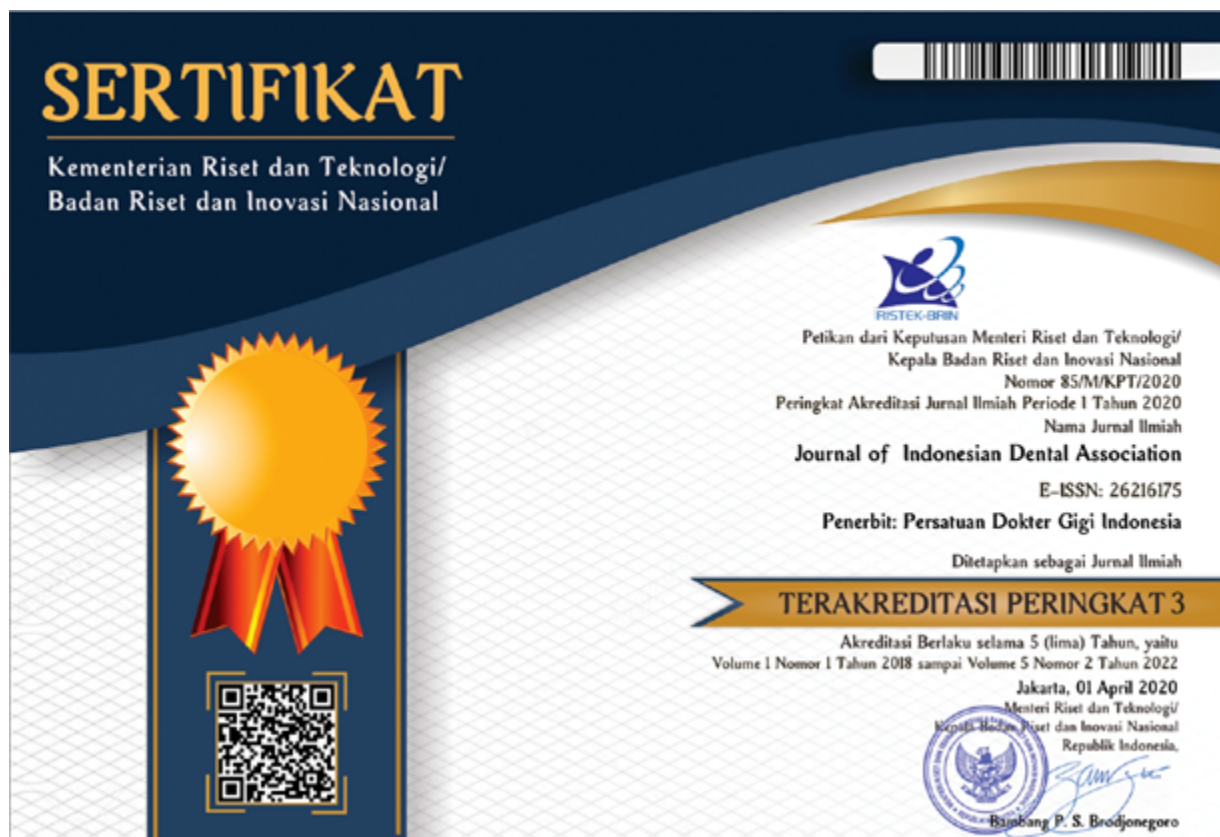 SERTIFIKAT
Kementerian Riset dan Teknologi/
Badan Riset dan Inovasi Nasional
RISTEK-BRIN
Petikan dari Keputusan Menteri Riset dan Teknologi/
Kepala Badan Riset dan Inovasi Nasional
Nomor 85/M/KPT/2020
Peringkat Akreditasi Jurnal Ilmiah Periode 1 Tahun 2020
Nama Jurnal Ilmiah
Journal of Indonesian Dental Association
E-ISSN: 26216175
Penerbit: Persatuan Dokter Gigi Indonesia
Ditetapkan sebagai Jurnal Ilmiah
TERAKREDITASI PERINGKAT 3
Akreditasi Berlaku selama 5 (lima) Tahun, yaitu
Volume 1 Nomor 1 Tahun 2018 sampai Volume 5 Nomor 2 Tahun 2022
Jakarta, 01 April 2020
Menteri Riset dan Teknologi/
Kepala Badan Riset dan Inovasi Nasional
Republik Indonesia,
Bambang P. S. Brodjonegoro